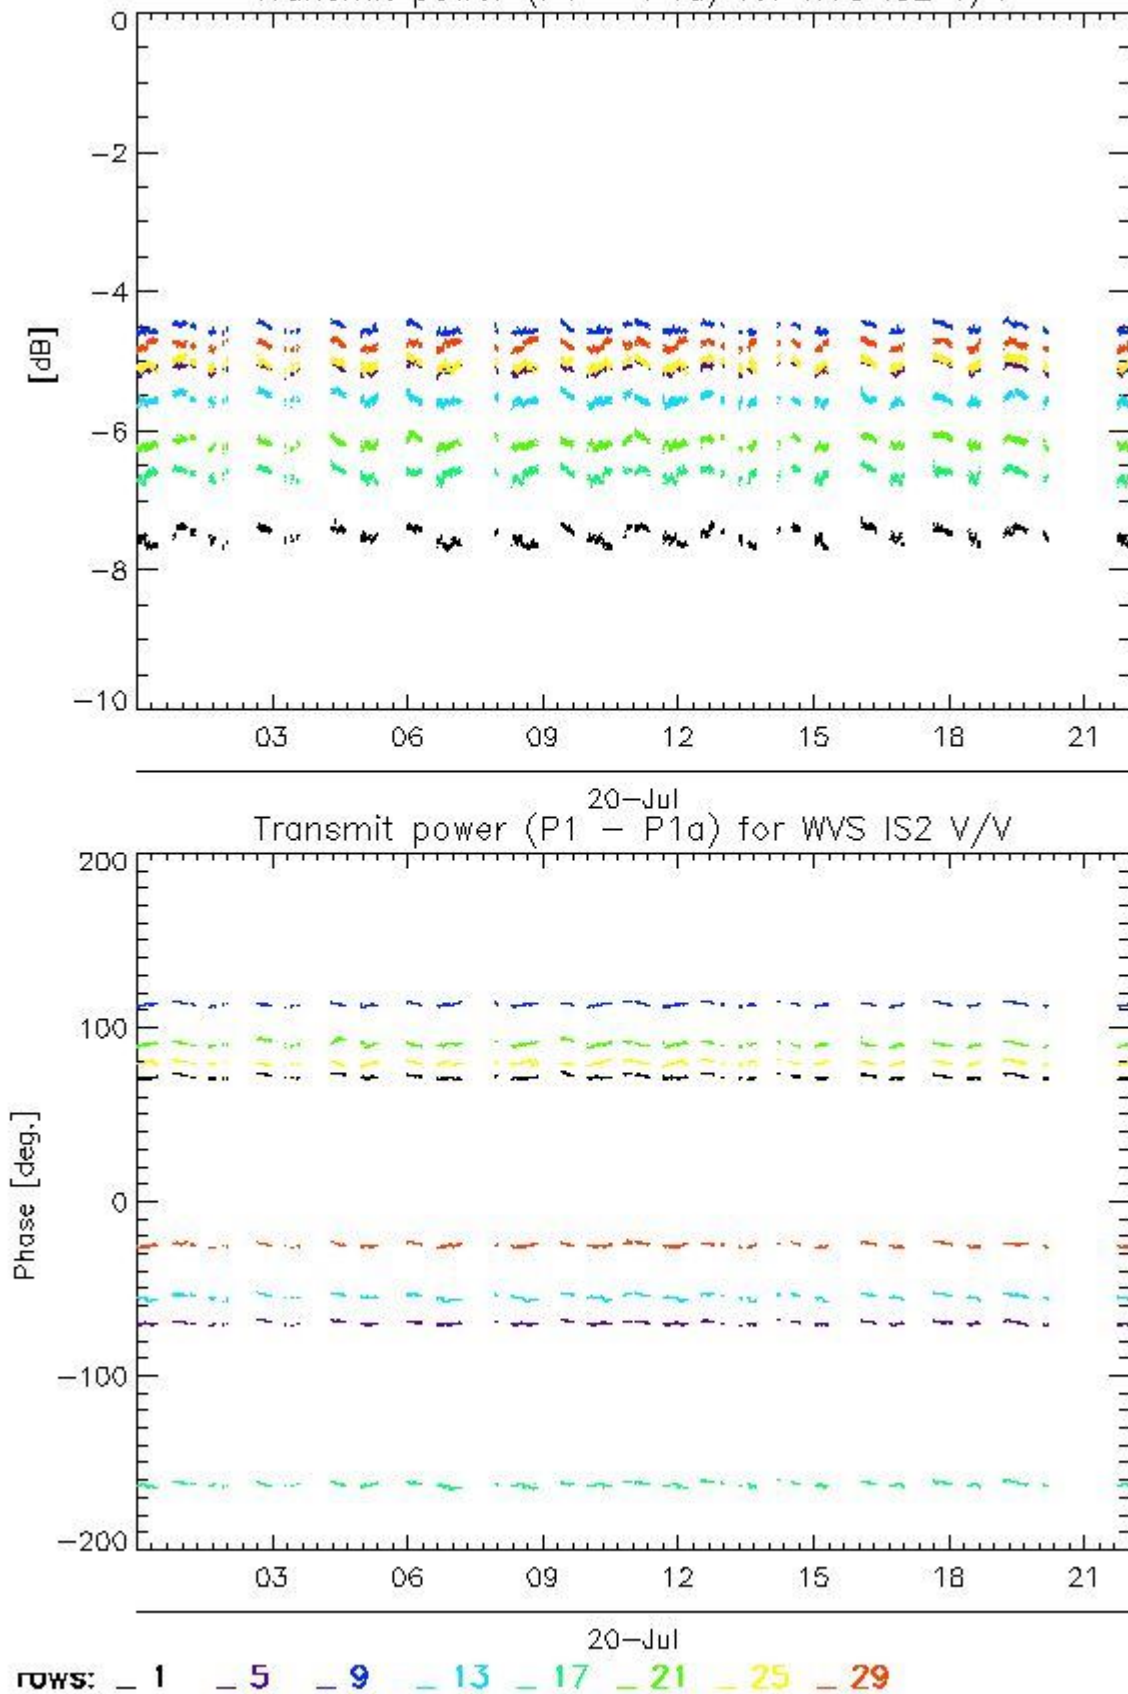 0
−2
−4
[dB]
−6
−8
−10
03 06 09 12 15 18 21
20−Jul
Transmit power (P1 − P1a) for WVS IS2 V/V
200
100
0
Phase [deg.]
−100
−200
03 06 09 12 15 18 21
20−Jul
rows: _ 1 _ 5 _ 9 _ 13 _ 17 _ 21 _ 25 _ 29